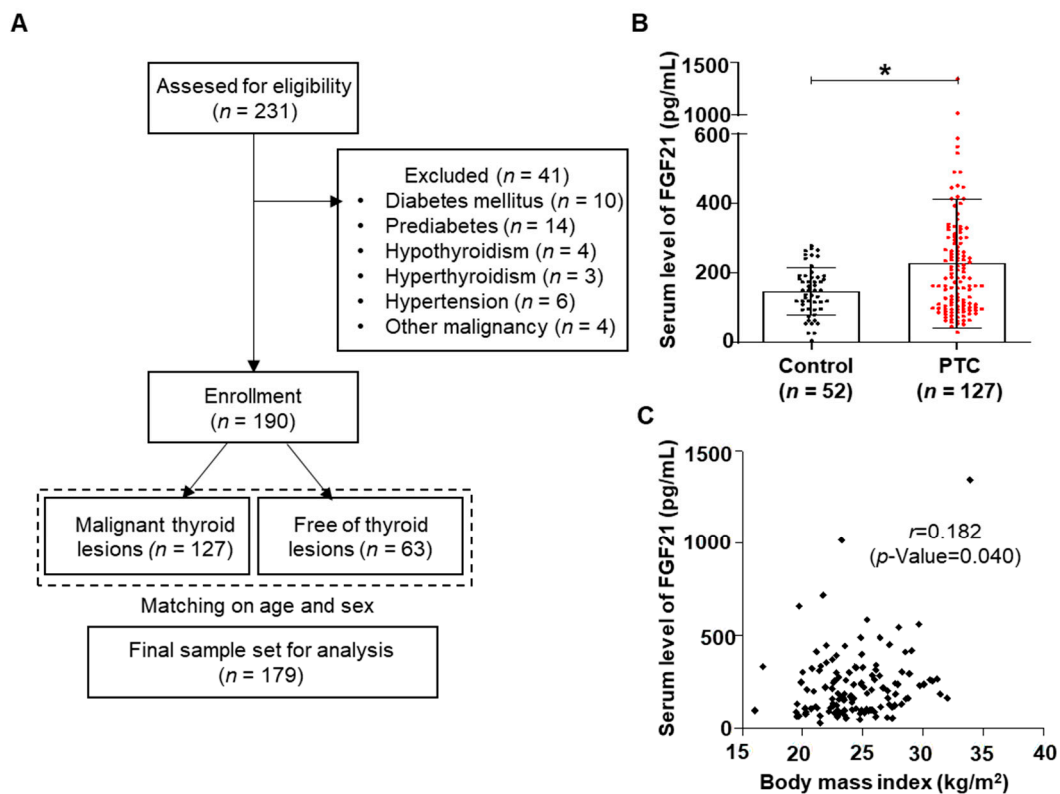 A
Assesed for eligibility
(n = 231)
Excluded (n = 41)
• Diabetes mellitus (n = 10)
• Prediabetes (n = 14)
• Hypothyroidism (n = 4)
• Hyperthyroidism (n = 3)
• Hypertension (n = 6)
• Other malignancy (n = 4)
Enrollment
(n = 190)
Malignant thyroid
lesions (n = 127)
Free of thyroid
lesions (n = 63)
Matching on age and sex
Final sample set for analysis
(n = 179)
B
Serum level of FGF21 (pg/mL)
1500
1000
600
400
200
0
*
Control
(n = 52)
PTC
(n = 127)
C
Serum level of FGF21 (pg/mL)
1500
1000
500
0
r=0.182
(p-Value=0.040)
15 20 25 30 35 40
Body mass index (kg/m²)